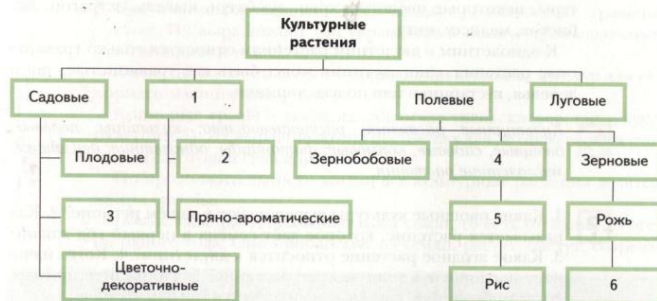 Культурные
растения
Садовые
1
Полевые
Луговые
Плодовые
2
Зернобобовые
4
Зерновые
3
Пряно-ароматические
5
Рожь
Цветочно-
декоративные
Рис
6